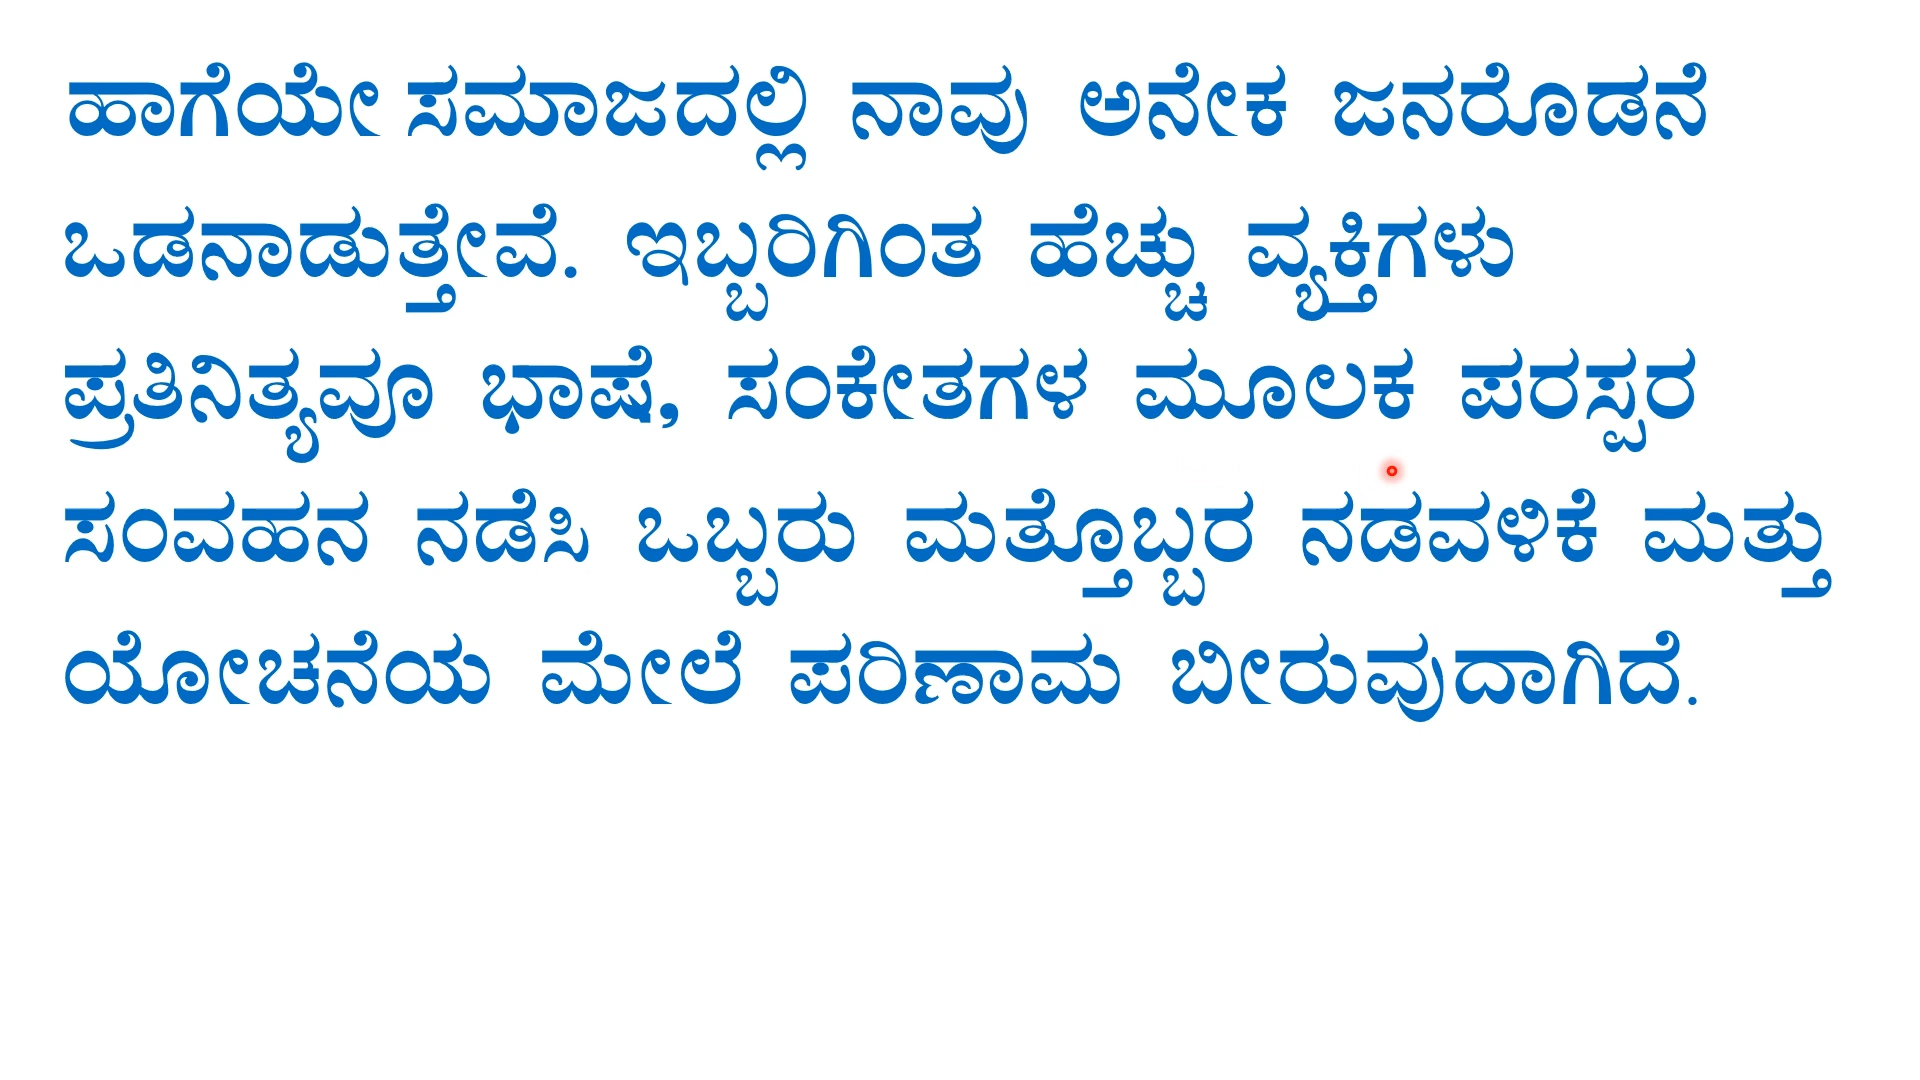 ಹಾಗೆಯೇ ಸಮಾಜದಲ್ಲಿ ನಾವು ಅನೇಕ ಜನರೊಡನೆ
ಒಡನಾಡುತ್ತೇವೆ. ಇಬ್ಬರಿಗಿಂತ ಹೆಚ್ಚು ವ್ಯಕ್ತಿಗಳು
ಪ್ರತಿನಿತ್ಯವೂ ಭಾಷೆ, ಸಂಕೇತಗಳ ಮೂಲಕ ಪರಸ್ಪರ
ಸಂವಹನ ನಡೆಸಿ ಒಬ್ಬರು ಮತ್ತೊಬ್ಬರ ನಡವಳಿಕೆ ಮತ್ತು
ಯೋಚನೆಯ ಮೇಲೆ ಪರಿಣಾಮ ಬೀರುವುದಾಗಿದೆ.